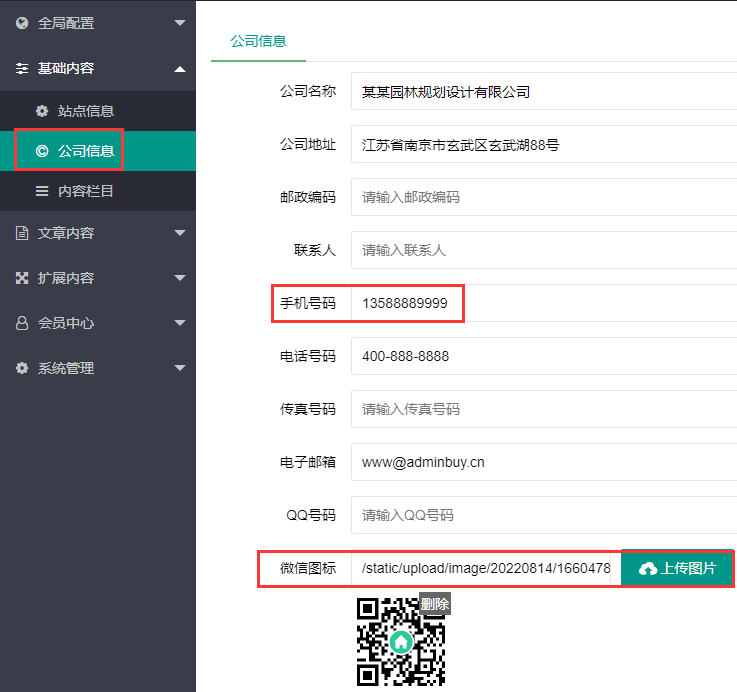 全局配置
基础内容
站点信息
公司信息
内容栏目
文章内容
扩展内容
会员中心
系统管理
公司信息
公司名称 某某园林规划设计有限公司
公司地址 江苏省南京市玄武区玄武湖88号
邮政编码 请输入邮政编码
联系人 请输入联系人
手机号码 13588889999
电话号码 400-888-8888
传真号码 请输入传真号码
电子邮箱 www@adminbuy.cn
QQ号码 请输入QQ号码
微信图标 /static/upload/image/20220814/1660478 上传图片
删除